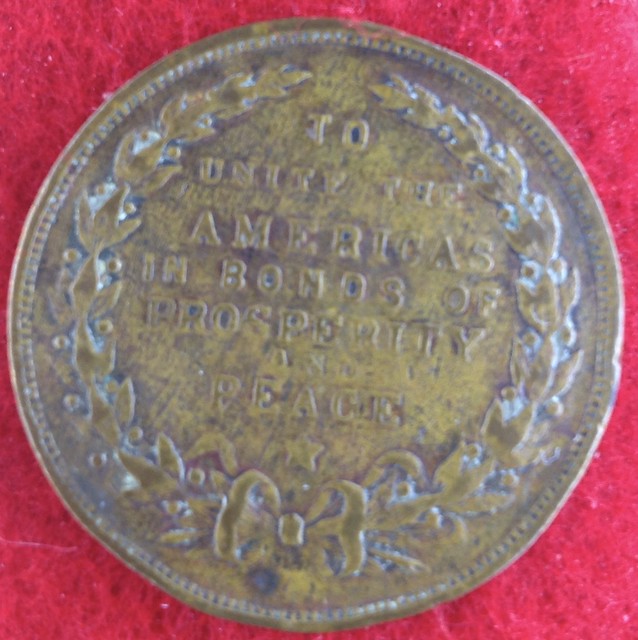 TO
UNITE THE
AMERICAS
IN BONDS OF
PROSPERITY
AND
PEACE